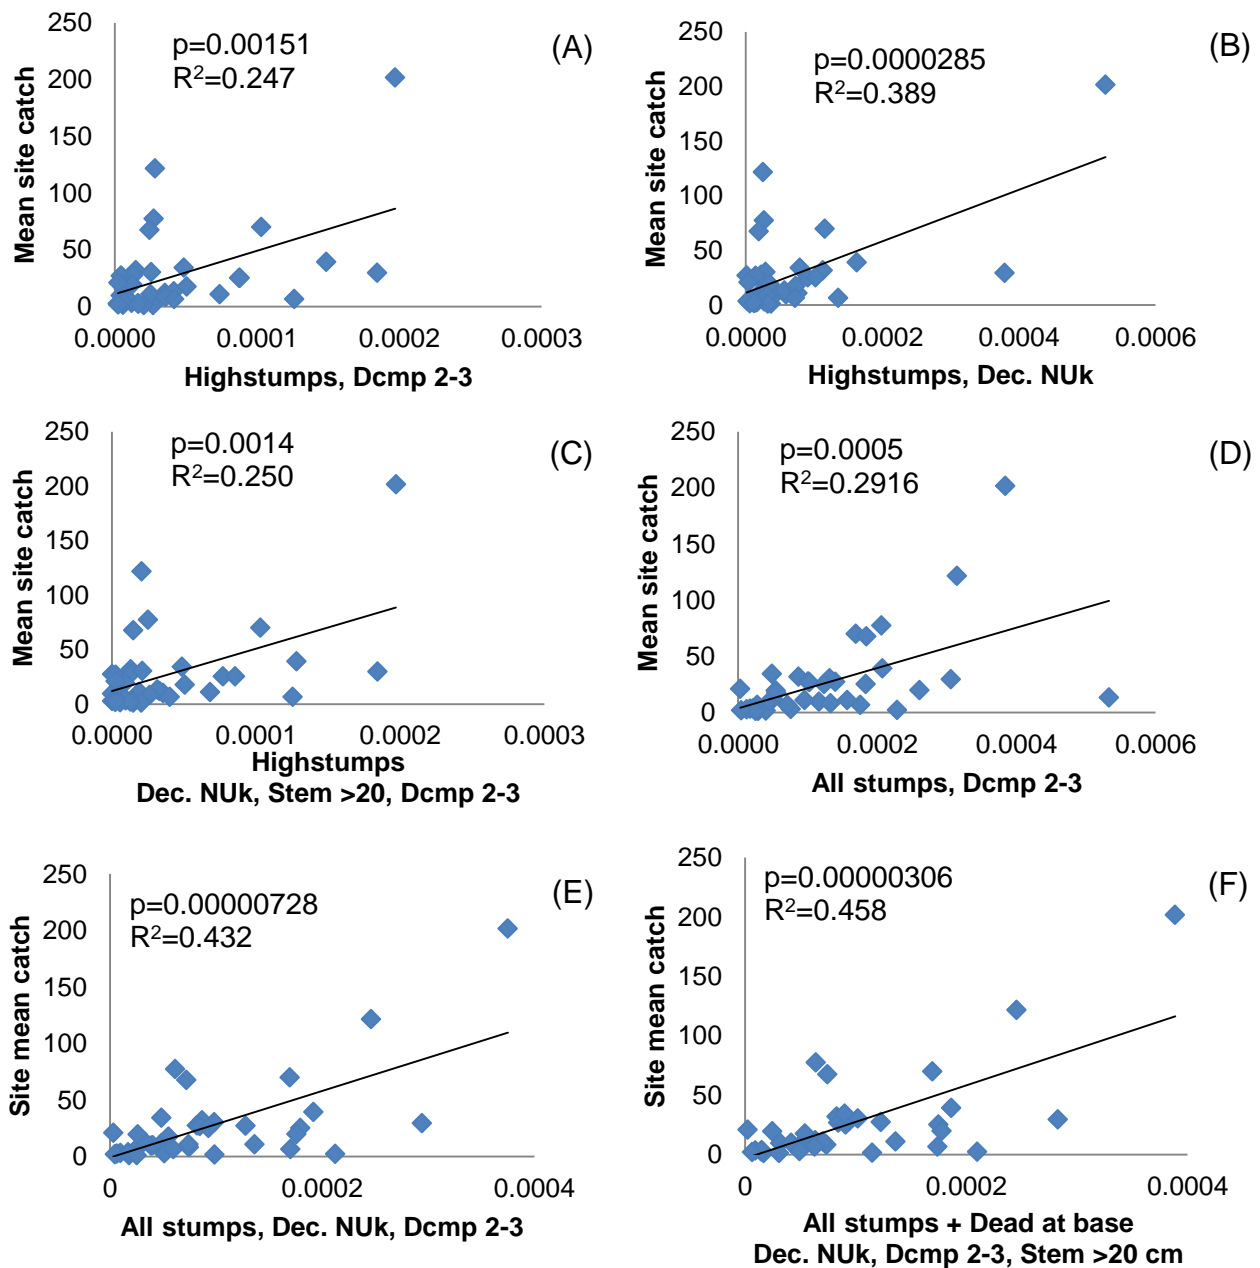 250
200
150
100
50
0
Mean site catch
p=0.00151
R²=0.247
(A)
0.0000 0.0001 0.0002 0.0003
Highstumps, Dcmp 2-3
250
200
150
100
50
0
Mean site catch
p=0.0000285
R²=0.389
(B)
0.0000 0.0002 0.0004 0.0006
Highstumps, Dec. NUk
250
200
150
100
50
0
Mean site catch
p=0.0014
R²=0.250
(C)
0.0000 0.0001 0.0002 0.0003
Highstumps
Dec. NUk, Stem >20, Dcmp 2-3
250
200
150
100
50
0
Mean site catch
p=0.0005
R²=0.2916
(D)
0.0000 0.0002 0.0004 0.0006
All stumps, Dcmp 2-3
250
200
150
100
50
0
Site mean catch
p=0.00000728
R²=0.432
(E)
0 0.0002 0.0004
All stumps, Dec. NUk, Dcmp 2-3
250
200
150
100
50
0
Site mean catch
p=0.00000306
R²=0.458
(F)
0 0.0002 0.0004
All stumps + Dead at base
Dec. NUk, Dcmp 2-3, Stem >20 cm